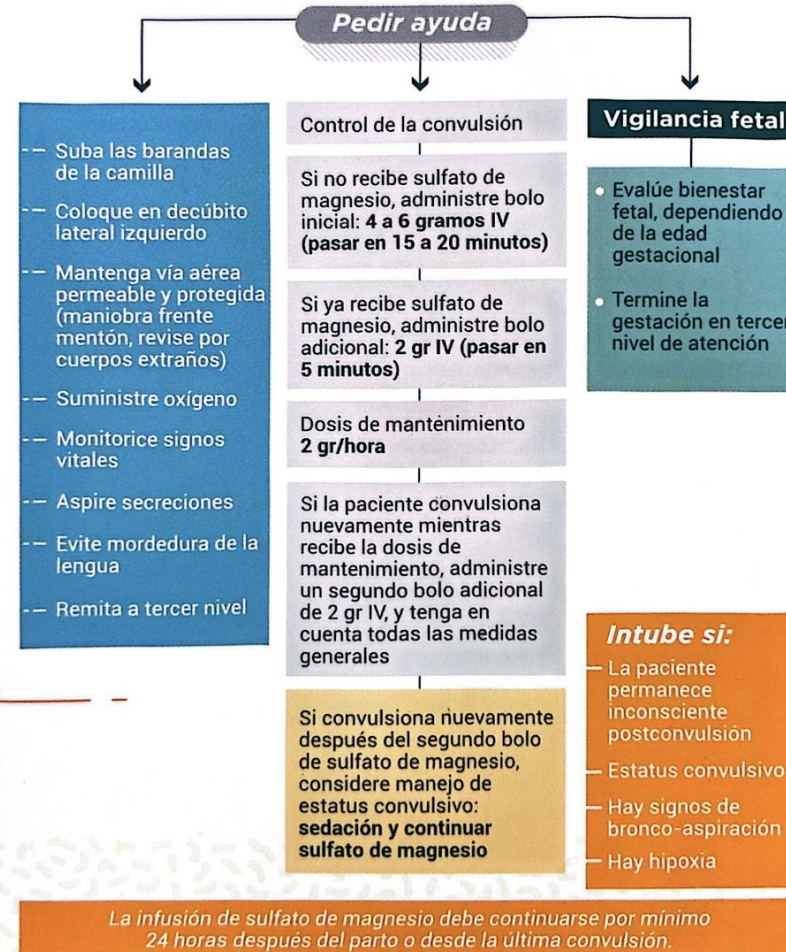 Pedir ayuda
-- Suba las barandas
de la camilla
-- Coloque en decúbito
lateral izquierdo
-- Mantenga vía aérea
permeable y protegida
(maniobra frente
mentón, revise por
cuerpos extraños)
-- Suministre oxígeno
-- Monitorice signos
vitales
-- Aspire secreciones
-- Evite mordedura de la
lengua
-- Remita a tercer nivel
Control de la convulsión
Si no recibe sulfato de
magnesio, administre bolo
inicial: 4 a 6 gramos IV
(pasar en 15 a 20 minutos)
Si ya recibe sulfato de
magnesio, administre bolo
adicional: 2 gr IV (pasar en
5 minutos)
Dosis de mantenimiento
2 gr/hora
Si la paciente convulsiona
nuevamente mientras
recibe la dosis de
mantenimiento, administre
un segundo bolo adicional
de 2 gr IV, y tenga en
cuenta todas las medidas
generales
Si convulsiona nuevamente
después del segundo bolo
de sulfato de magnesio,
considere manejo de
estatus convulsivo:
sedación y continuar
sulfato de magnesio
Vigilancia fetal
• Evalúe bienestar
fetal, dependiendo
de la edad
gestacional
• Termine la
gestación en tercer
nivel de atención
Intube si:
— La paciente
permanece
inconsciente
postconvulsión
— Estatus convulsivo
— Hay signos de
bronco-aspiración
— Hay hipoxia
La infusión de sulfato de magnesio debe continuarse por mínimo
24 horas después del parto o desde la última convulsión.